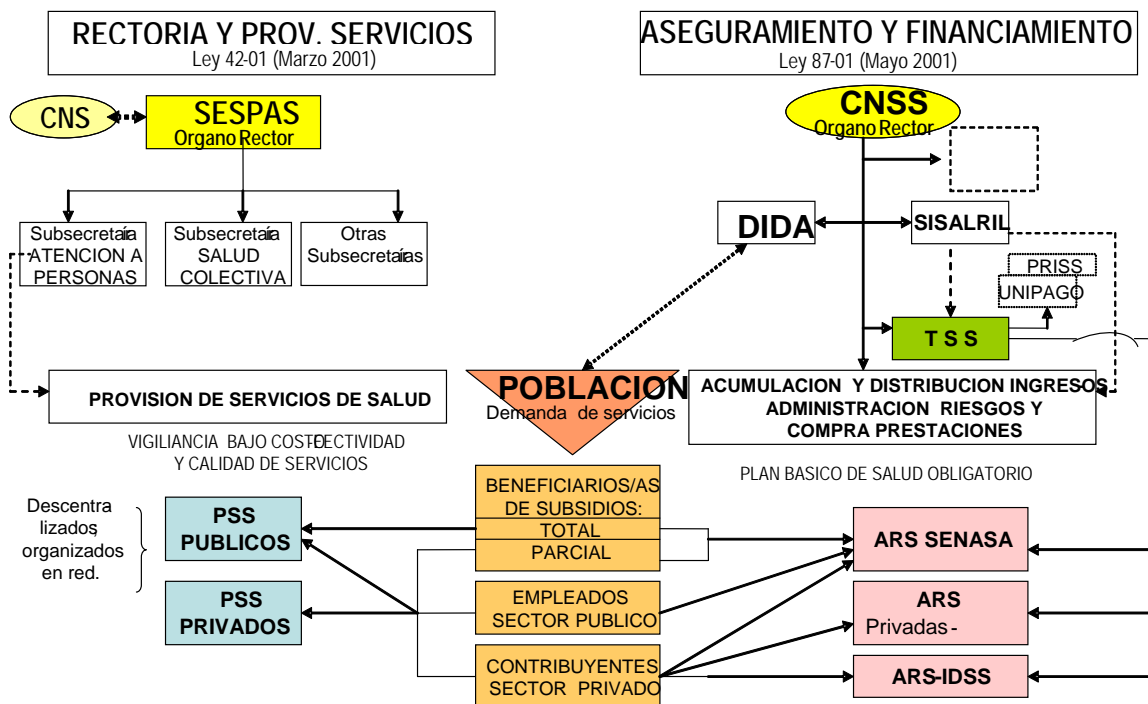 RECTORIA Y PROV. SERVICIOS
Ley 42-01 (Marzo 2001)
ASEGURAMIENTO Y FINANCIAMIENTO
Ley 87-01 (Mayo 2001)
CNS
SESPAS
Organo Rector
CNSS
Organo Rector
Subsecretaría
ATENCION A
PERSONAS
Subsecretaría
SALUD
COLECTIVA
Otras
Subsecretarías
DIDA
SISALRIL
PRISS
UNIPAGO
T S S
PROVISION DE SERVICIOS DE SALUD
POBLACION
Demanda de servicios
ACUMULACION Y DISTRIBUCION INGRESOS,
ADMINISTRACION RIESGOS Y
COMPRA PRESTACIONES
VIGILIANCIA BAJO COSTO-EFECTIVIDAD
Y CALIDAD DE SERVICIOS
PLAN BASICO DE SALUD OBLIGATORIO
Descentra
lizados,
organizados
en red.
PSS
PUBLICOS
PSS
PRIVADOS
BENEFICIARIOS/AS
DE SUBSIDIOS:
TOTAL
PARCIAL
EMPLEADOS
SECTOR PUBLICO
CONTRIBUYENTES
SECTOR PRIVADO
ARS SENASA
ARS
Privadas -
ARS-IDSS